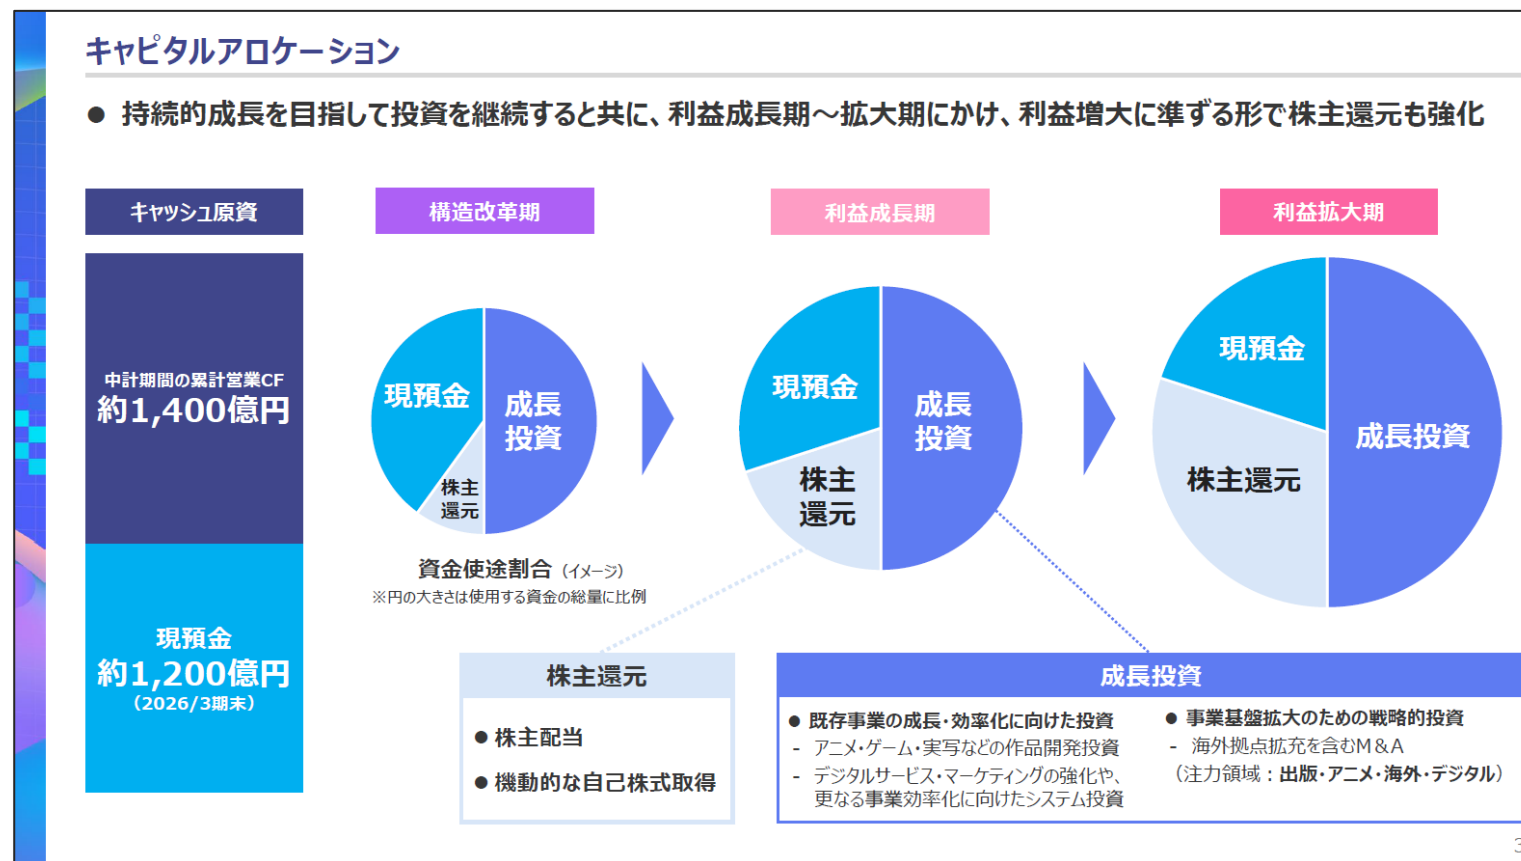 キャピタルアロケーション
● 持続的成長を目指して投資を継続すると共に、利益成長期～拡大期にかけ、利益増大に準ずる形で株主還元も強化
キャッシュ原資
構造改革期
利益成長期
利益拡大期
中計期間の累計営業CF
約1,400億円
現預金
約1,200億円
（2026/3期末）
現預金
成長
投資
株主
還元
現預金
成長
投資
株主
還元
現預金
成長投資
株主還元
資金使途割合（イメージ）
※円の大きさは使用する資金の総量に比例
株主還元
● 株主配当
● 機動的な自己株式取得
成長投資
● 既存事業の成長・効率化に向けた投資
- アニメ・ゲーム・実写などの作品開発投資
- デジタルサービス・マーケティングの強化や、
更なる事業効率化に向けたシステム投資
● 事業基盤拡大のための戦略的投資
- 海外拠点拡充を含むM＆A
（注力領域：出版・アニメ・海外・デジタル）